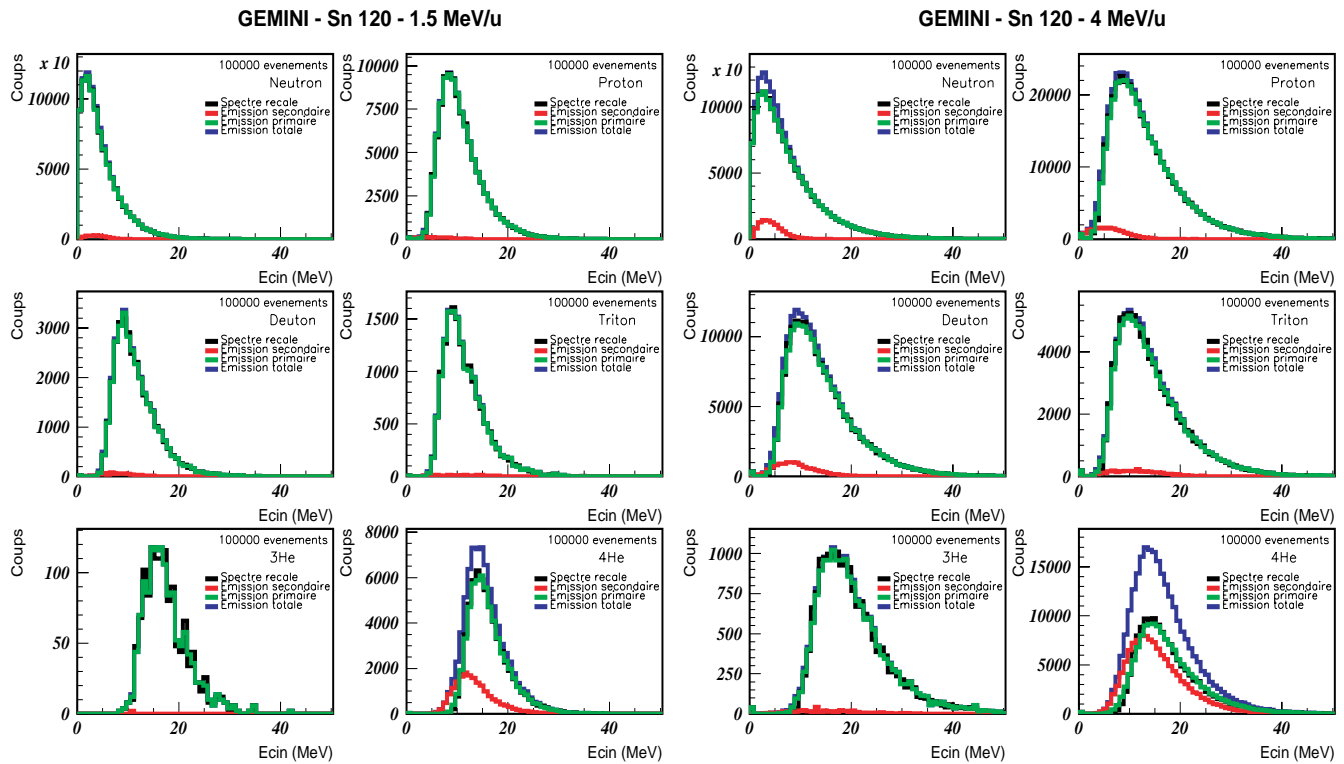 GEMINI - Sn 120 - 1.5 MeV/u
GEMINI - Sn 120 - 4 MeV/u
Coups
x 10
10000
5000
0
0 20 40
Ecin (MeV)
100000 evenements
Neutron
Spectre recale
Emission secondaire
Emission primaire
Emission totale
Coups
10000
7500
5000
2500
0
0 20 40
Ecin (MeV)
100000 evenements
Proton
Spectre recale
Emission secondaire
Emission primaire
Emission totale
Coups
x 10
10000
5000
0
0 20 40
Ecin (MeV)
100000 evenements
Neutron
Spectre recale
Emission secondaire
Emission primaire
Emission totale
Coups
20000
10000
0
0 20 40
Ecin (MeV)
100000 evenements
Proton
Spectre recale
Emission secondaire
Emission primaire
Emission totale
Coups
3000
2000
1000
0
0 20 40
Ecin (MeV)
100000 evenements
Deuton
Spectre recale
Emission secondaire
Emission primaire
Emission totale
Coups
1500
1000
500
0
0 20 40
Ecin (MeV)
100000 evenements
Triton
Spectre recale
Emission secondaire
Emission primaire
Emission totale
Coups
10000
5000
0
0 20 40
Ecin (MeV)
100000 evenements
Deuton
Spectre recale
Emission secondaire
Emission primaire
Emission totale
Coups
4000
2000
0
0 20 40
Ecin (MeV)
100000 evenements
Triton
Spectre recale
Emission secondaire
Emission primaire
Emission totale
Coups
100
50
0
0 20 40
Ecin (MeV)
100000 evenements
3He
Spectre recale
Emission secondaire
Emission primaire
Emission totale
Coups
8000
6000
4000
2000
0
0 20 40
Ecin (MeV)
100000 evenements
4He
Spectre recale
Emission secondaire
Emission primaire
Emission totale
Coups
1000
750
500
250
0
0 20 40
Ecin (MeV)
100000 evenements
3He
Spectre recale
Emission secondaire
Emission primaire
Emission totale
Coups
15000
10000
5000
0
0 20 40
Ecin (MeV)
100000 evenements
4He
Spectre recale
Emission secondaire
Emission primaire
Emission totale